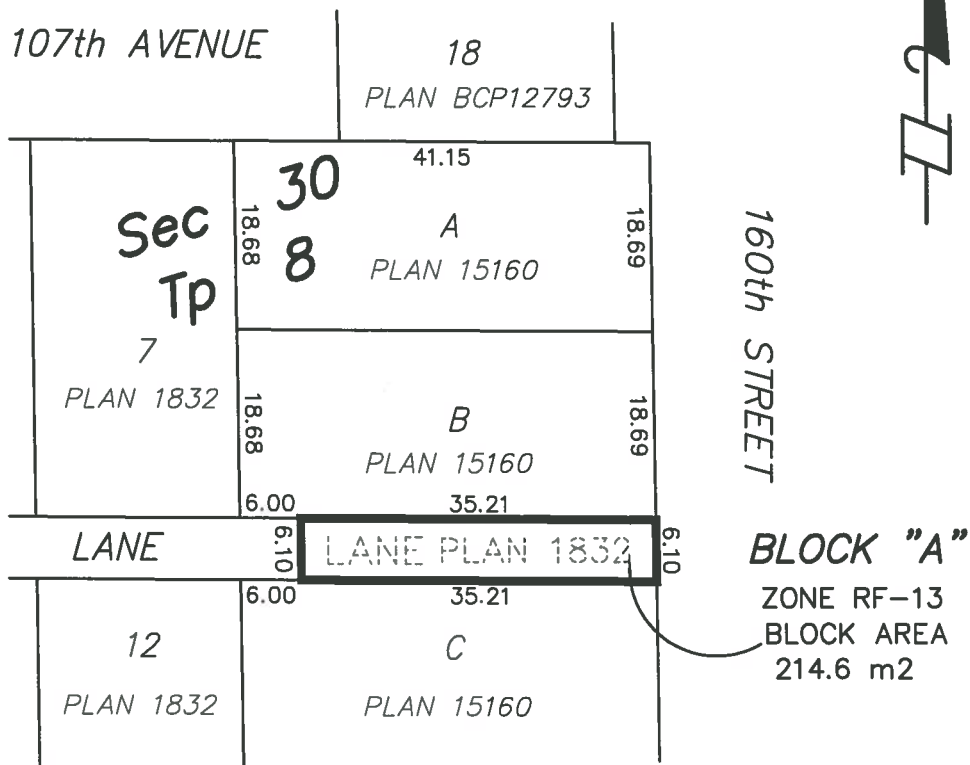 107th AVENUE
18
PLAN BCP12793
41.15
Sec 30
Tp 8
18.68
A
PLAN 15160
18.69
160th STREET
7
PLAN 1832
18.68
B
PLAN 15160
18.69
6.00
35.21
LANE
6.10
LANE PLAN 1832
6.10
BLOCK "A"
ZONE RF-13
BLOCK AREA
214.6 m2
6.00
35.21
12
PLAN 1832
C
PLAN 15160